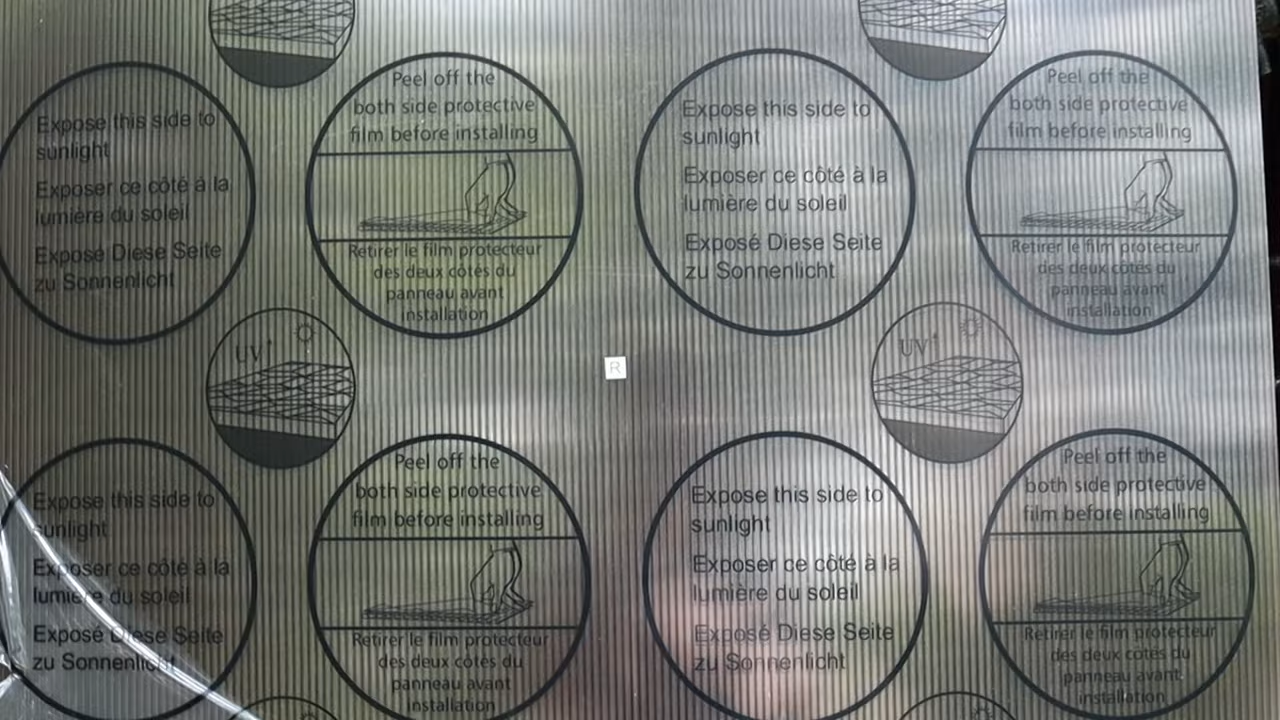 Expose this side to
sunlight
Exposer ce côté à la
lumière du soleil
Expose Diese Seite
zu Sonnenlicht
Peel off the
both side protective
film before installing
Retirer le film protecteur
des deux côtés du
panneau avant
installation
Expose this side to
sunlight
Exposer ce côté à la
lumière du soleil
Exposé Diese Seite
zu Sonnenlicht
Peel off the
both side protective
film before installing
Retirer le film protecteur
des deux côtés du
panneau avant
installation
UV
R
UV
Expose this side to
sunlight
Exposer ce côté à la
lumière du soleil
Exposé Diese Seite
zu Sonnenlicht
Peel off the
both side protective
film before installing
Retirer le film protecteur
des deux côtés du
panneau avant
installation
Expose this side to
sunlight
Exposer ce côté à la
lumière du soleil
Exposé Diese Seite
zu Sonnenlicht
Peel off the
both side protective
film before installing
Retirer le film protecteur
des deux côtés du
panneau avant
installation